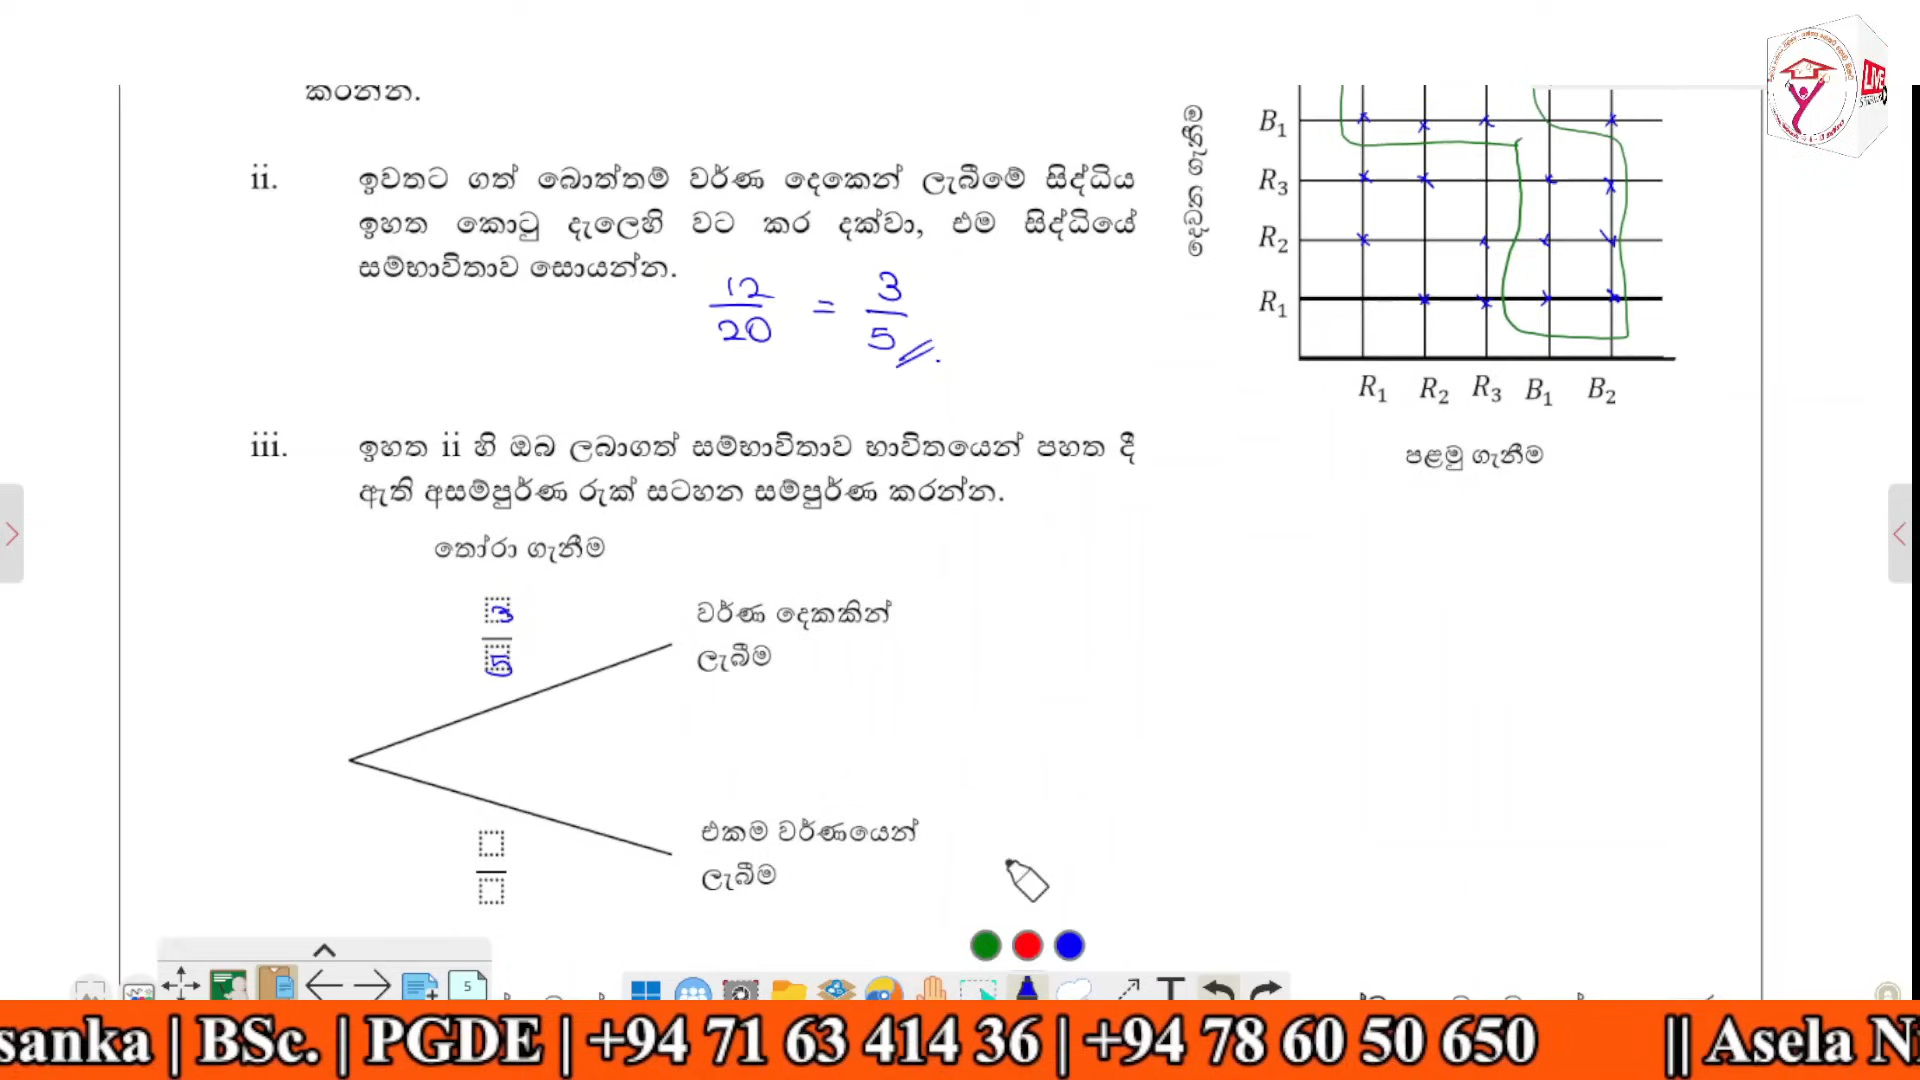 කරන්න.
ii. ඉවතට ගත් බොත්තම් වර්ණ දෙකෙන් ලැබීමේ සිද්ධිය
ඉහත කොටු දැලෙහි වට කර දක්වා, එම සිද්ධියේ
සම්භාවිතාව සොයන්න.
12/20 = 3/5
දෙවන ගැනීම
B₁
R₃
R₂
R₁
R₁ R₂ R₃ B₁ B₂
පළමු ගැනීම
iii. ඉහත ii හි ඔබ ලබාගත් සම්භාවිතාව භාවිතයෙන් පහත දී
ඇති අසම්පුර්ණ රුක් සටහන සම්පුර්ණ කරන්න.
තෝරා ගැනීම
3
5
වර්ණ දෙකකින්
ලැබීම
එකම වර්ණයෙන්
ලැබීම
5
LIVE
sanka | BSc. | PGDE | +94 71 63 414 36 | +94 78 60 50 650 || Asela Ni